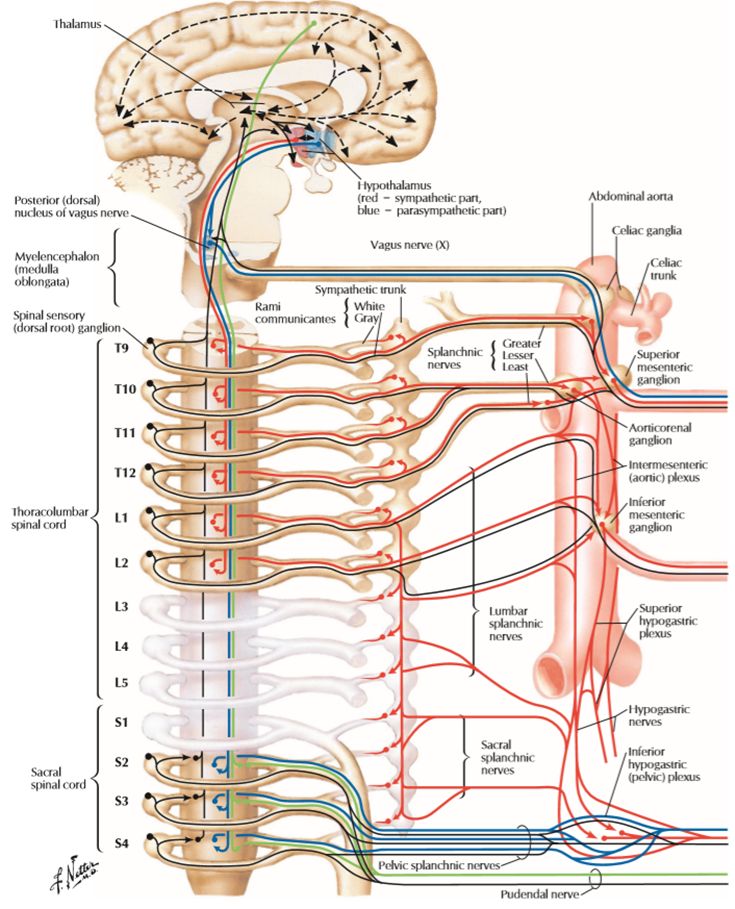 Thalamus
Hypothalamus
(red – sympathetic part,
blue – parasympathetic part)
Posterior (dorsal)
nucleus of vagus nerve
Abdominal aorta
Celiac ganglia
Vagus nerve (X)
Myelencephalon
(medulla
oblongata)
Celiac
trunk
Sympathetic trunk
Rami
communicantes
White
Gray
Spinal sensory
(dorsal root) ganglion
T9
Splanchnic
nerves
Greater
Lesser
Least
Superior
mesenteric
ganglion
T10
Aorticorenal
ganglion
T11
Intermesenteric
(aortic) plexus
T12
Thoracolumbar
spinal cord
L1
Inferior
mesenteric
ganglion
L2
L3
Lumbar
splanchnic
nerves
Superior
hypogastric
plexus
L4
L5
S1
Hypogastric
nerves
Sacral
splanchnic
nerves
Sacral
spinal cord
S2
Inferior
hypogastric
(pelvic) plexus
S3
S4
Pelvic splanchnic nerves
Pudendal nerve
F. Netter
M.D.